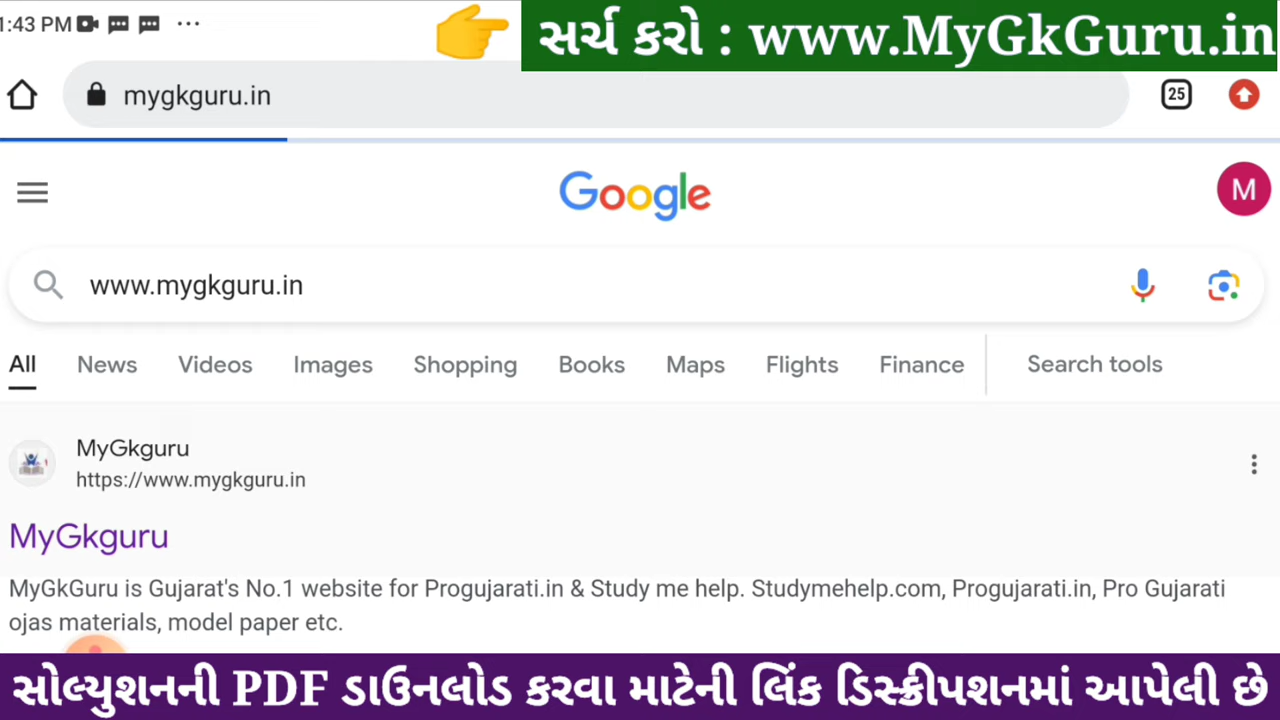 1:43 PM
સર્ચ કરો : www.MyGkGuru.in
mygkguru.in
25
Google
M
www.mygkguru.in
All News Videos Images Shopping Books Maps Flights Finance Search tools
MyGkguru
https://www.mygkguru.in
MyGkguru
MyGkGuru is Gujarat's No.1 website for Progujarati.in & Study me help. Studymehelp.com, Progujarati.in, Pro Gujarati
ojas materials, model paper etc.
સોલ્યુશનની PDF ડાઉનલોડ કરવા માટેની લિંક ડિસ્ક્રીપશનમાં આપેલી છે